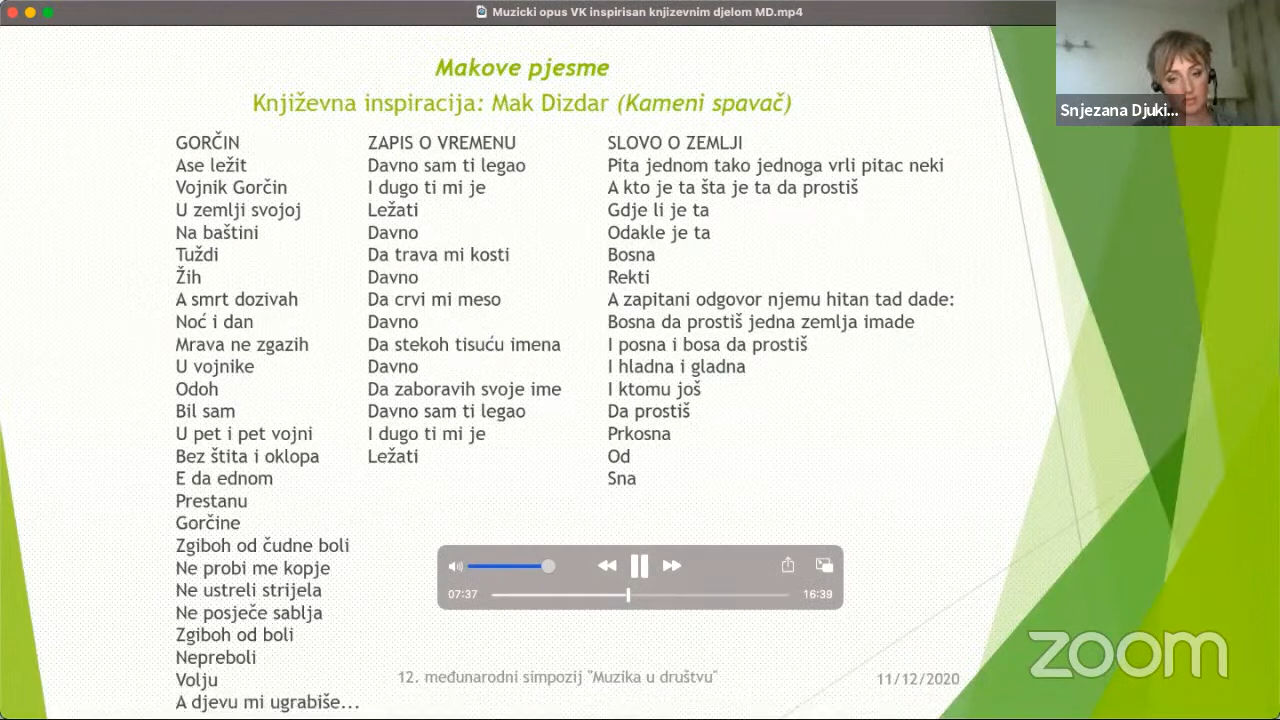 Muzicki opus VK inspirisan knjizevnim djelom MD.mp4
Snjezana Djuki...
Makove pjesme
Književna inspiracija: Mak Dizdar (Kameni spavač)
GORČIN
Ase ležit
Vojnik Gorčin
U zemlji svojoj
Na baštini
Tuždi
Žih
A smrt dozivah
Noć i dan
Mrava ne zgazih
U vojnike
Odoh
Bil sam
U pet i pet vojni
Bez štita i oklopa
E da ednom
Prestanu
Gorčine
Zgiboh od čudne boli
Ne probi me kopje
Ne ustreli strijela
Ne posječe sablja
Zgiboh od boli
Nepreboli
Volju
A djevu mi ugrabiše...
ZAPIS O VREMENU
Davno sam ti legao
I dugo ti mi je
Ležati
Davno
Da trava mi kosti
Davno
Da crvi mi meso
Davno
Da stekoh tisuću imena
Davno
Da zaboravih svoje ime
Davno sam ti legao
I dugo ti mi je
Ležati
SLOVO O ZEMLJI
Pita jednom tako jednoga vrli pitac neki
A kto je ta šta je ta da prostiš
Gdje li je ta
Odakle je ta
Bosna
Rekti
A zapitani odgovor njemu hitan tad dade:
Bosna da prostiš jedna zemlja imade
I posna i bosa da prostiš
I hladna i gladna
I ktomu još
Da prostiš
Prkosna
Od
Sna
07:37
16:39
12. međunarodni simpozij "Muzika u društvu"
11/12/2020
zoom